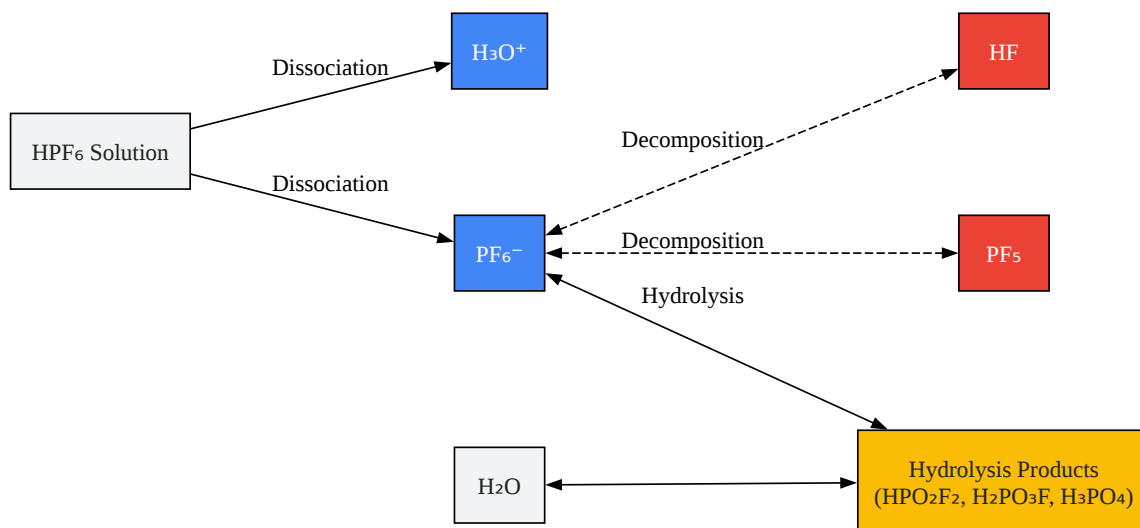 H₃O⁺
HF
Dissociation
Decomposition
HPF₆ Solution
Dissociation
PF₆⁻
Decomposition
PF₅
Hydrolysis
H₂O
Hydrolysis Products
(HPO₂F₂, H₂PO₃F, H₃PO₄)